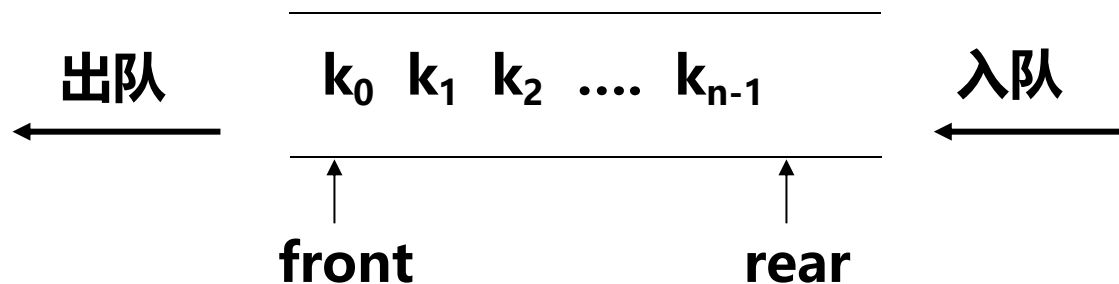 出队 k₀ k₁ k₂ .... kₙ₋₁ 入队
front rear